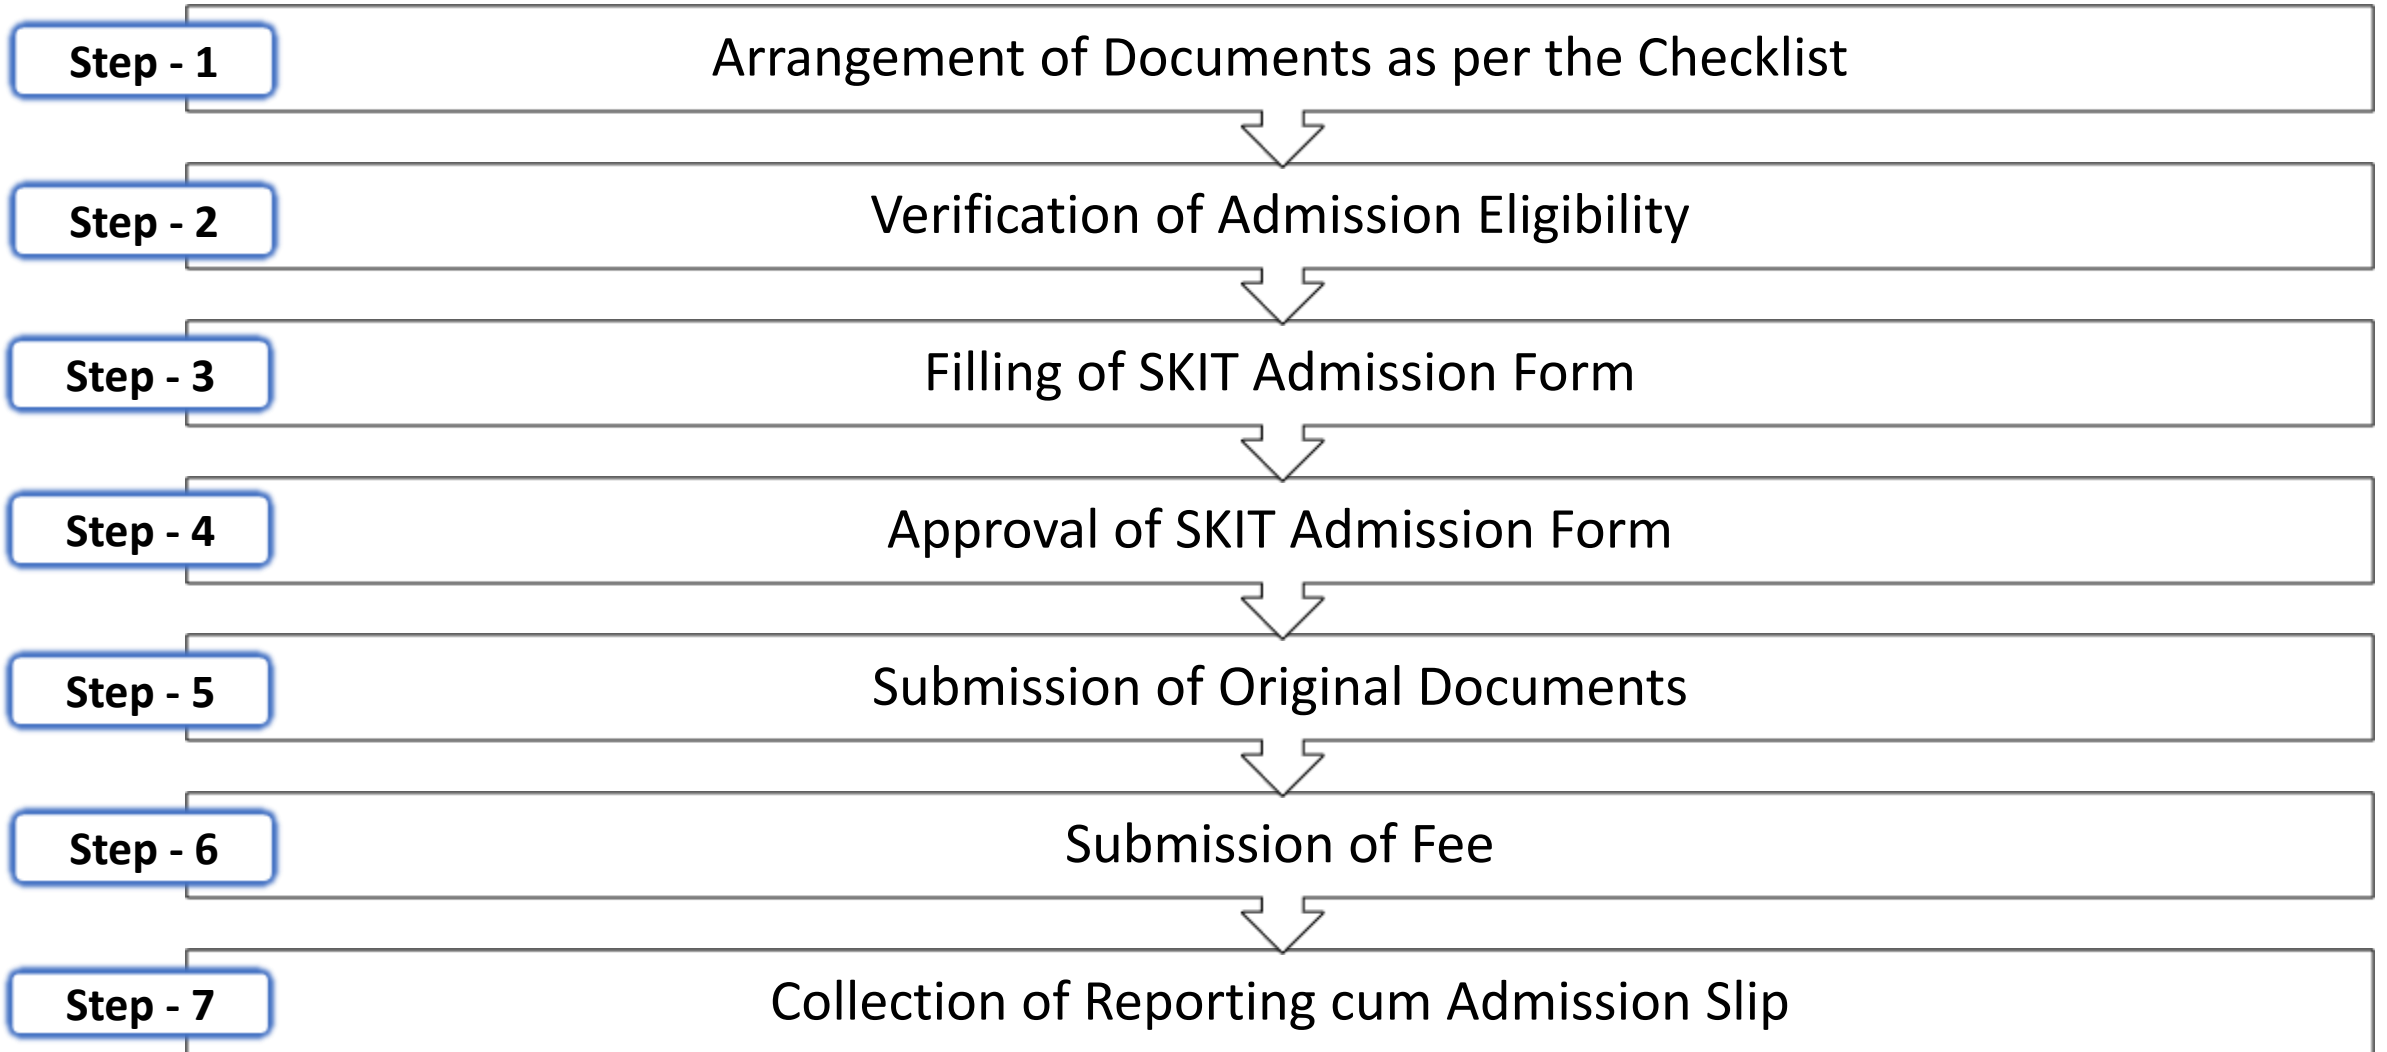 Step - 1
Arrangement of Documents as per the Checklist
Step - 2
Verification of Admission Eligibility
Step - 3
Filling of SKIT Admission Form
Step - 4
Approval of SKIT Admission Form
Step - 5
Submission of Original Documents
Step - 6
Submission of Fee
Step - 7
Collection of Reporting cum Admission Slip